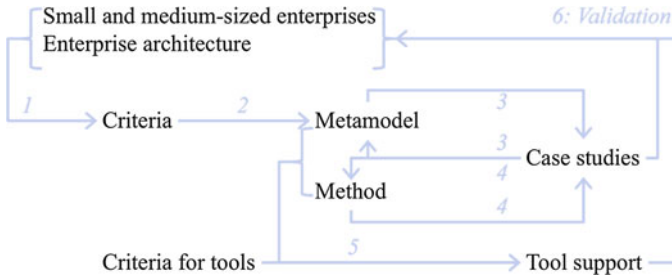 Small and medium-sized enterprises
6: Validation
Enterprise architecture
1
Criteria
2
Metamodel
3
3
Case studies
4
Method
4
Criteria for tools
5
Tool support